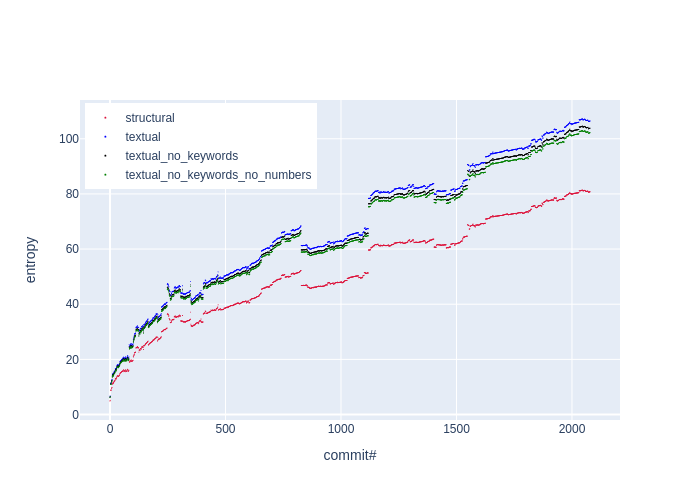 structural
textual
textual_no_keywords
textual_no_keywords_no_numbers
100
80
60
40
20
0
entropy
0
500
1000
1500
2000
commit#